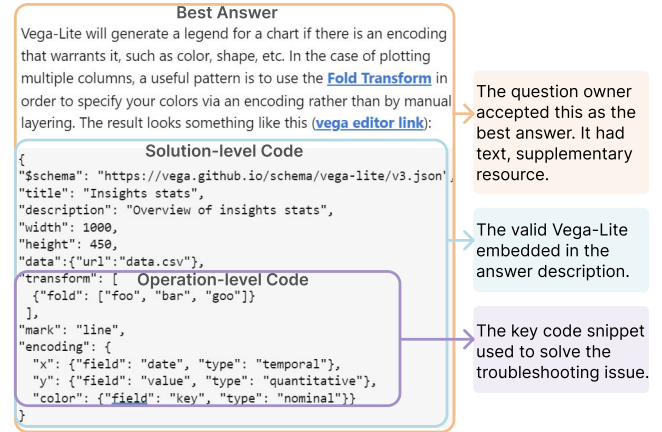 Best Answer
Vega-Lite will generate a legend for a chart if there is an encoding
that warrants it, such as color, shape, etc. In the case of plotting
multiple columns, a useful pattern is to use the Fold Transform in
order to specify your colors via an encoding rather than by manual
layering. The result looks something like this (vega editor link):
Solution-level Code
{
"$schema": "https://vega.github.io/schema/vega-lite/v3.json",
"title": "Insights stats",
"description": "Overview of insights stats",
"width": 1000,
"height": 450,
"data":{"url":"data.csv"},
"transform": [
Operation-level Code
{"fold": ["foo", "bar", "goo"]}
],
"mark": "line",
"encoding": {
"x": {"field": "date", "type": "temporal"},
"y": {"field": "value", "type": "quantitative"},
"color": {"field": "key", "type": "nominal"}}
}
The question owner
accepted this as the
best answer. It had
text, supplementary
resource.
The valid Vega-Lite
embedded in the
answer description.
The key code snippet
used to solve the
troubleshooting issue.